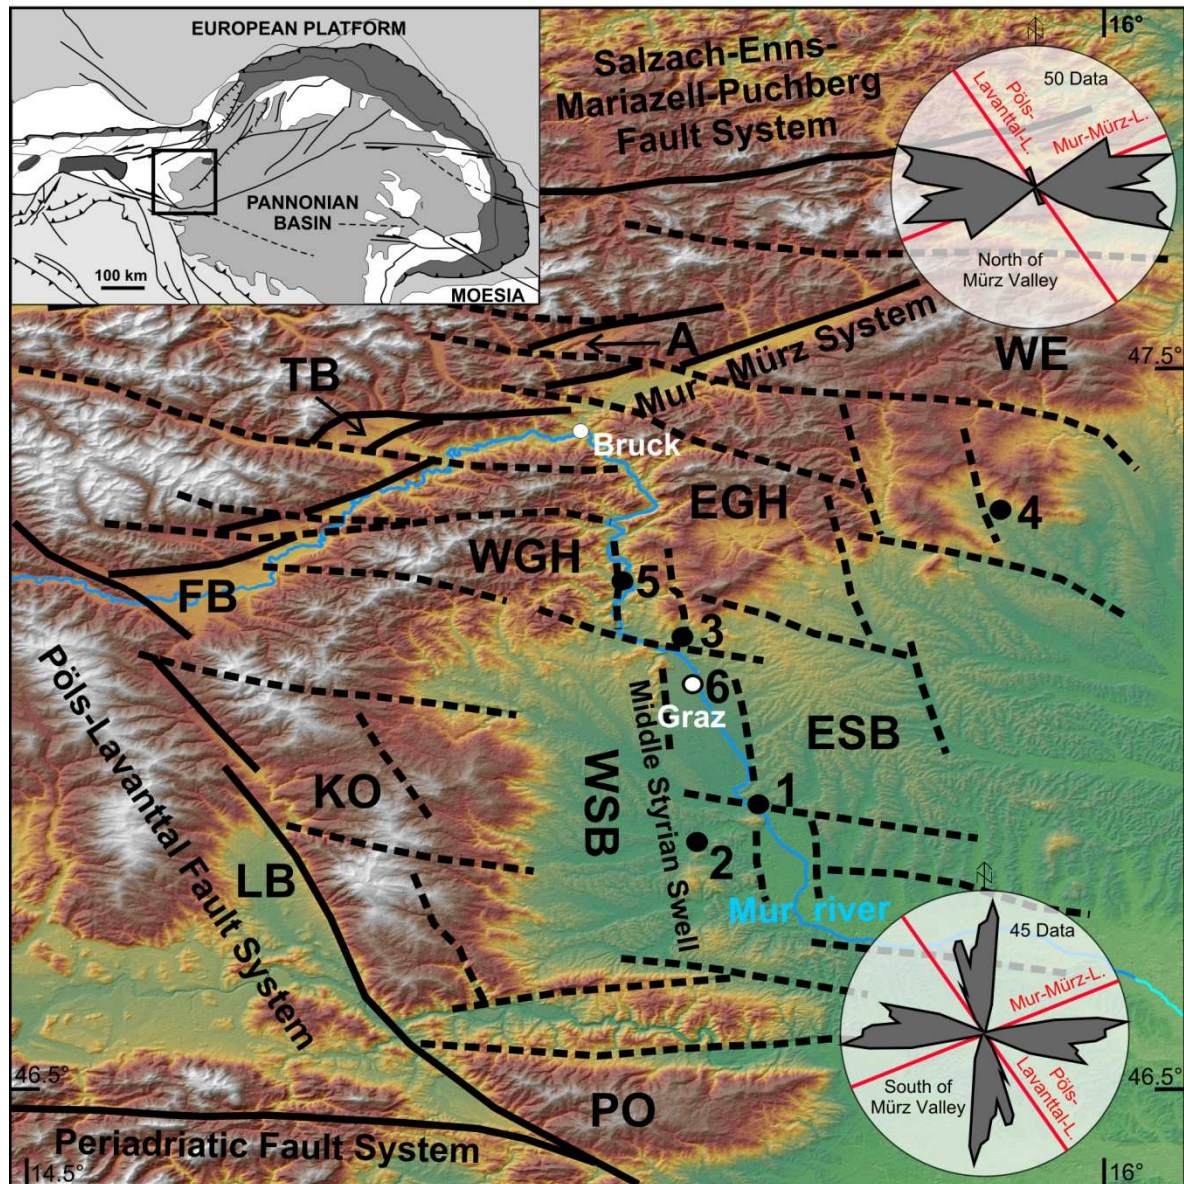 EUROPEAN PLATFORM
PANNONIAN
BASIN
100 km
MOESIA
Salzach-Enns-
Mariazell-Puchberg
Fault System
16°
50 Data
Pöls-
Lavanttal-L.
Mur-Mürz-L.
North of
Mürz Valley
47.5°
A
Mur - Mürz System
WE
TB
Bruck
EGH
4
WGH
5
FB
3
6
Graz
Pöls-Lavanttal Fault System
Middle Styrian Swell
ESB
KO
WSB
1
2
LB
Mur river
45 Data
Mur-Mürz-L.
Pöls-
Lavanttal-L.
South of
Mürz Valley
46.5°
46.5°
PO
Periadriatic Fault System
14.5°
16°